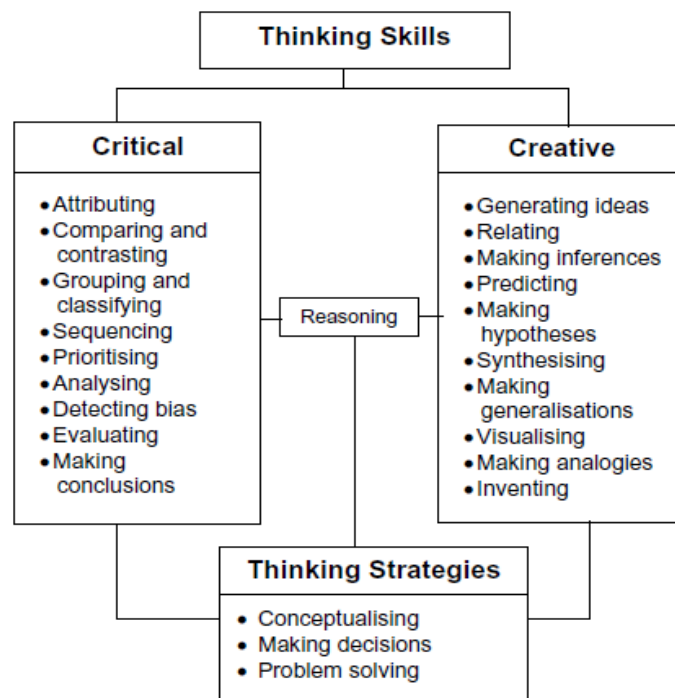 Thinking Skills
Critical
• Attributing
• Comparing and
contrasting
• Grouping and
classifying
• Sequencing
• Prioritising
• Analysing
• Detecting bias
• Evaluating
• Making
conclusions
Reasoning
Creative
• Generating ideas
• Relating
• Making inferences
• Predicting
• Making
hypotheses
• Synthesising
• Making
generalisations
• Visualising
• Making analogies
• Inventing
Thinking Strategies
• Conceptualising
• Making decisions
• Problem solving